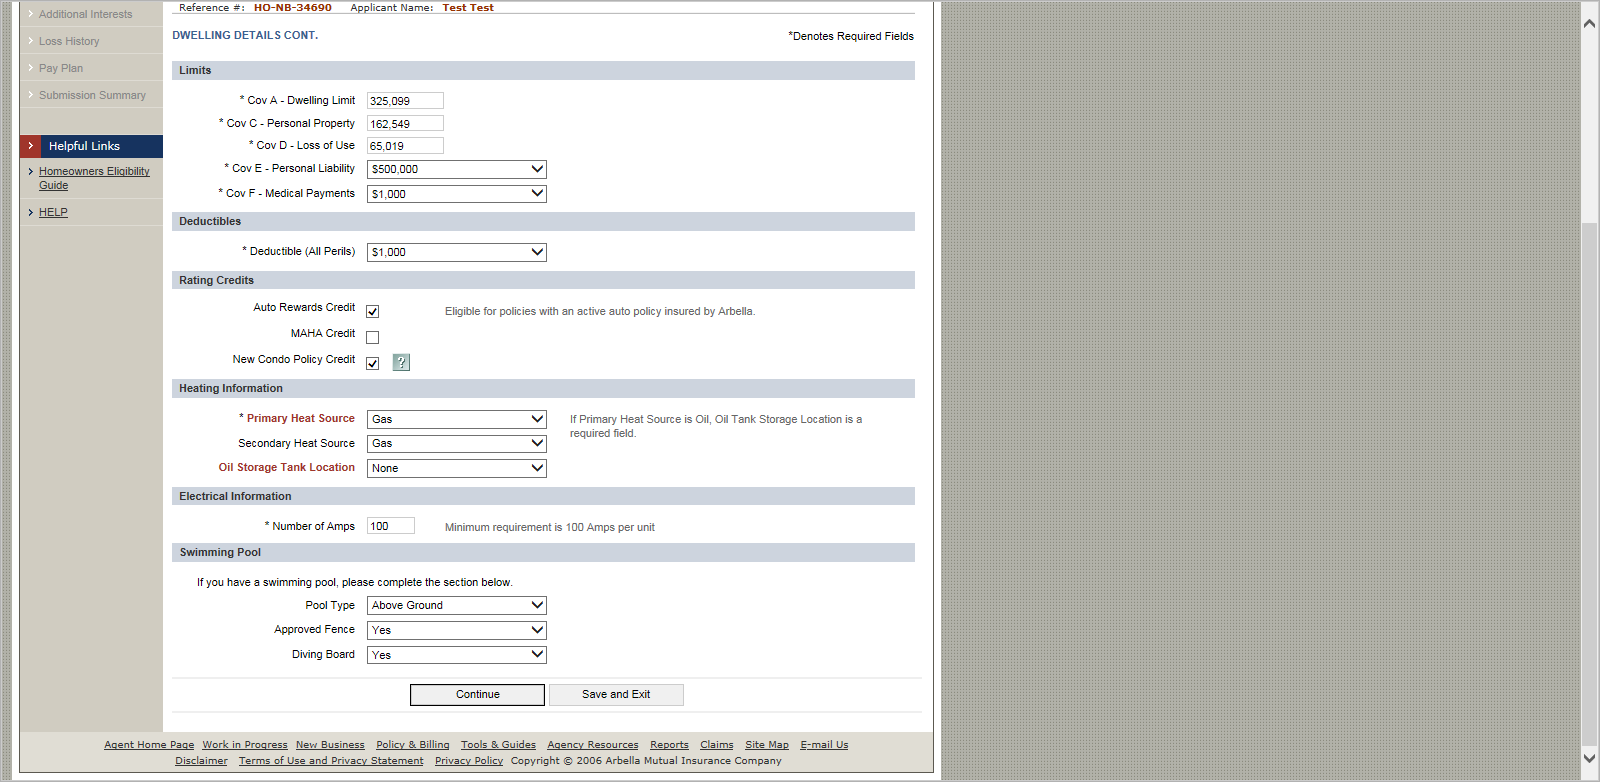 Additional Interests
Loss History
Pay Plan
Submission Summary
Helpful Links
Homeowners Eligibility
Guide
HELP
Reference #: HO-NB-34690 Applicant Name: Test Test
DWELLING DETAILS CONT.
*Denotes Required Fields
Limits
* Cov A - Dwelling Limit 325,099
* Cov C - Personal Property 162,549
* Cov D - Loss of Use 65,019
* Cov E - Personal Liability $500,000
* Cov F - Medical Payments $1,000
Deductibles
* Deductible (All Perils) $1,000
Rating Credits
Auto Rewards Credit Eligible for policies with an active auto policy insured by Arbella.
MAHA Credit
New Condo Policy Credit ?
Heating Information
* Primary Heat Source Gas If Primary Heat Source is Oil, Oil Tank Storage Location is a
required field.
Secondary Heat Source Gas
Oil Storage Tank Location None
Electrical Information
* Number of Amps 100 Minimum requirement is 100 Amps per unit
Swimming Pool
If you have a swimming pool, please complete the section below.
Pool Type Above Ground
Approved Fence Yes
Diving Board Yes
Continue Save and Exit
Agent Home Page Work in Progress New Business Policy & Billing Tools & Guides Agency Resources Reports Claims Site Map E-mail Us
Disclaimer Terms of Use and Privacy Statement Privacy Policy Copyright © 2006 Arbella Mutual Insurance Company